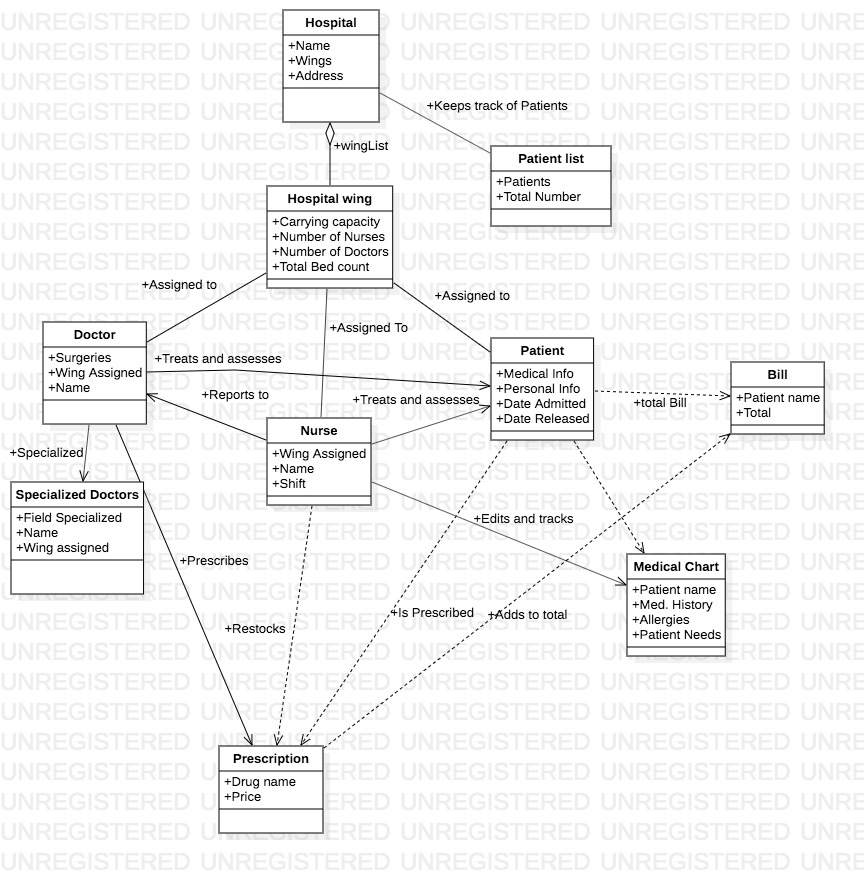 Hospital
+Name
+Wings
+Address
+Keeps track of Patients
+wingList
Patient list
+Patients
+Total Number
Hospital wing
+Carrying capacity
+Number of Nurses
+Number of Doctors
+Total Bed count
+Assigned to
+Assigned to
+Assigned To
Doctor
+Surgeries
+Wing Assigned
+Name
+Treats and assesses
+Reports to
Patient
+Medical Info
+Personal Info
+Date Admitted
+Date Released
+Treats and assesses
Bill
+Patient name
+Total
+total Bill
Nurse
+Wing Assigned
+Name
+Shift
+Specialized
Specialized Doctors
+Field Specialized
+Name
+Wing assigned
+Edits and tracks
+Prescribes
Medical Chart
+Patient name
+Med. History
+Allergies
+Patient Needs
+Is Prescribed
+Adds to total
+Restocks
Prescription
+Drug name
+Price
UNREGISTERED